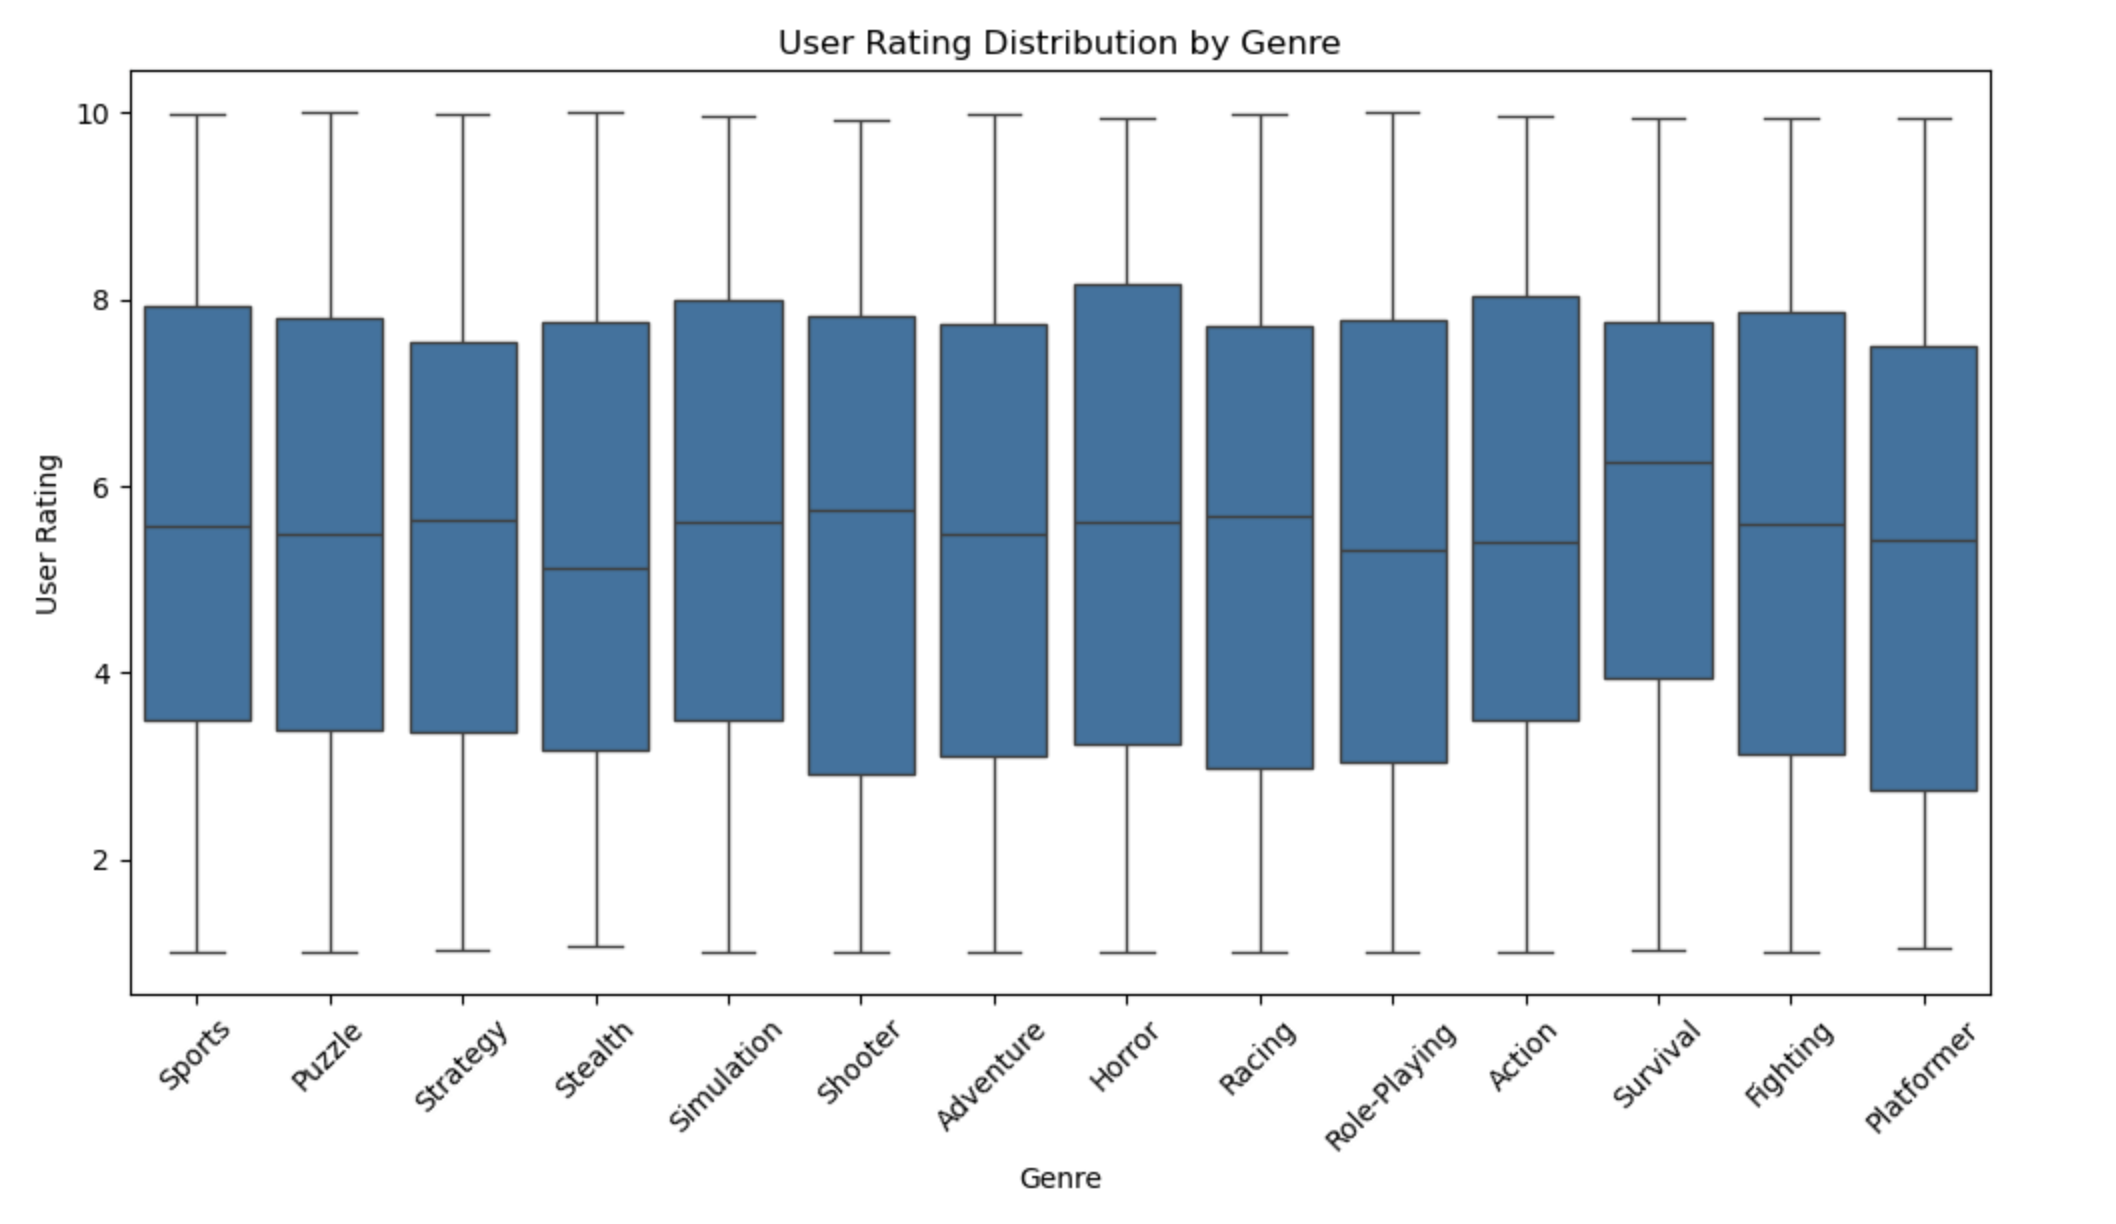 User Rating Distribution by Genre
10
8
6
4
2
User Rating
Sports
Puzzle
Strategy
Stealth
Simulation
Shooter
Adventure
Horror
Racing
Role-Playing
Action
Survival
Fighting
Platformer
Genre